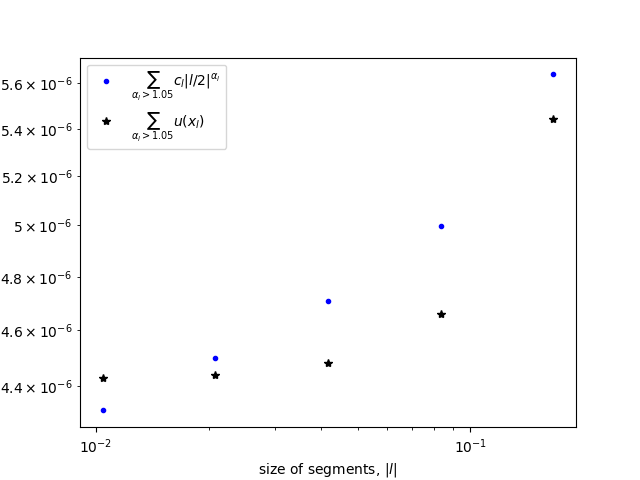 5.6 × 10⁻⁶
5.4 × 10⁻⁶
5.2 × 10⁻⁶
5 × 10⁻⁶
4.8 × 10⁻⁶
4.6 × 10⁻⁶
4.4 × 10⁻⁶
∑_{α_l>1.05} c_l|l/2|^{α_l}
∑_{α_l>1.05} u(x_l)
10⁻² 10⁻¹
size of segments, |l|